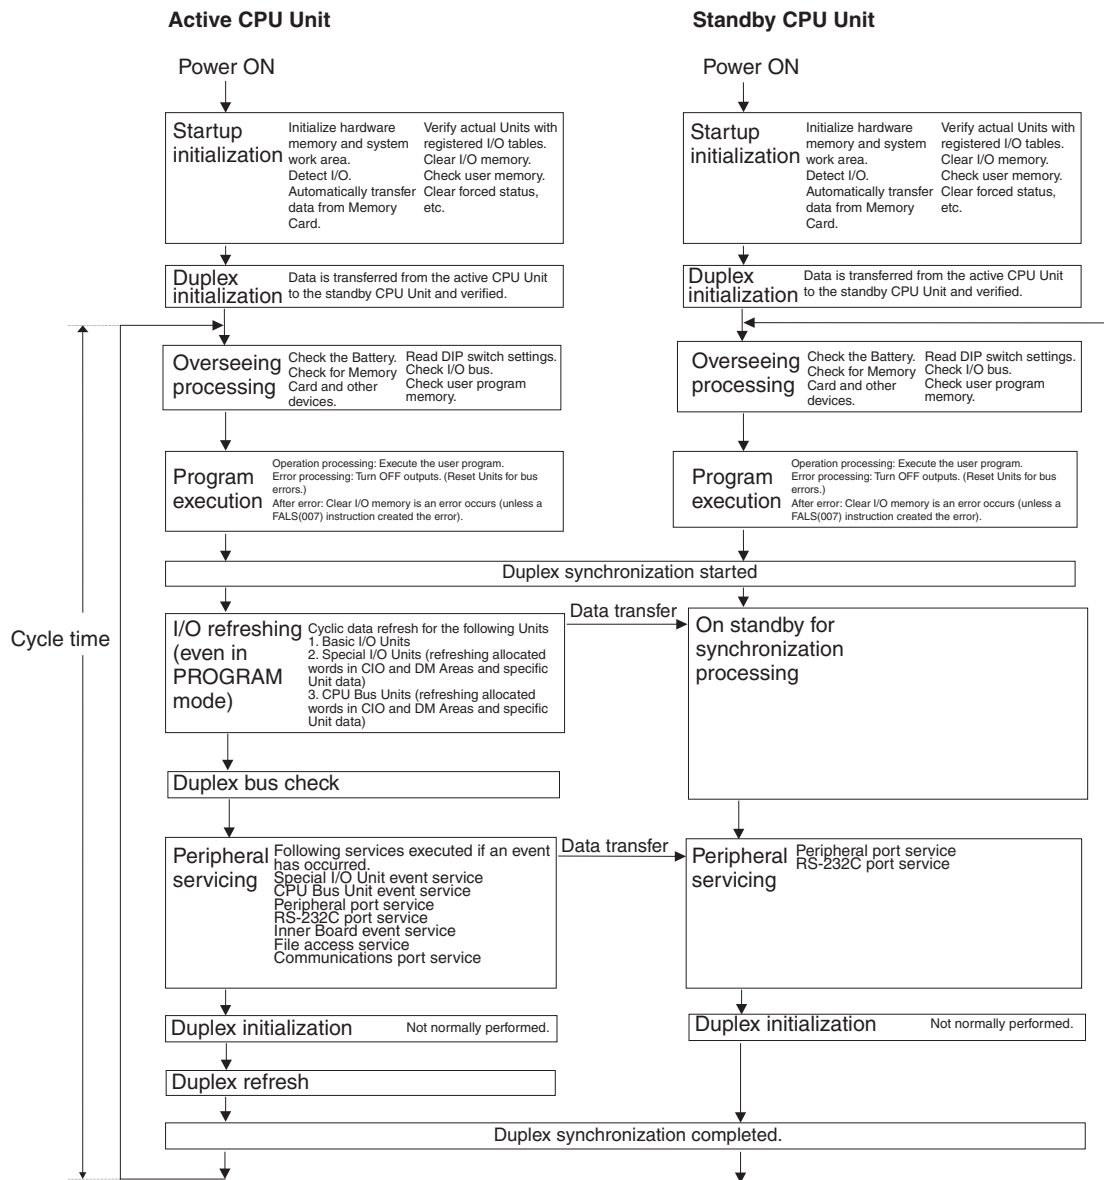 Active CPU Unit
Standby CPU Unit
Power ON
Power ON
Startup
initialization
Initialize hardware
memory and system
work area.
Detect I/O.
Automatically transfer
data from Memory
Card.
Verify actual Units with
registered I/O tables.
Clear I/O memory.
Check user memory.
Clear forced status,
etc.
Startup
initialization
Initialize hardware
memory and system
work area.
Detect I/O.
Automatically transfer
data from Memory
Card.
Verify actual Units with
registered I/O tables.
Clear I/O memory.
Check user memory.
Clear forced status,
etc.
Duplex
initialization
Data is transferred from the active CPU Unit
to the standby CPU Unit and verified.
Duplex
initialization
Data is transferred from the active CPU Unit
to the standby CPU Unit and verified.
Overseeing
processing
Check the Battery.
Check for Memory
Card and other
devices.
Read DIP switch settings.
Check I/O bus.
Check user program
memory.
Overseeing
processing
Check the Battery.
Check for Memory
Card and other
devices.
Read DIP switch settings.
Check I/O bus.
Check user program
memory.
Program
execution
Operation processing: Execute the user program.
Error processing: Turn OFF outputs. (Reset Units for bus
errors.)
After error: Clear I/O memory is an error occurs (unless a
FALS(007) instruction created the error).
Program
execution
Operation processing: Execute the user program.
Error processing: Turn OFF outputs. (Reset Units for bus
errors.)
After error: Clear I/O memory is an error occurs (unless a
FALS(007) instruction created the error).
Duplex synchronization started
Cycle time
I/O refreshing
(even in
PROGRAM
mode)
Cyclic data refresh for the following Units
1. Basic I/O Units
2. Special I/O Units (refreshing allocated
words in CIO and DM Areas and specific
Unit data)
3. CPU Bus Units (refreshing allocated
words in CIO and DM Areas and specific
Unit data)
Data transfer
On standby for
synchronization
processing
Duplex bus check
Peripheral
servicing
Following services executed if an event
has occurred.
Special I/O Unit event service
CPU Bus Unit event service
Peripheral port service
RS-232C port service
Inner Board event service
File access service
Communications port service
Data transfer
Peripheral
servicing
Peripheral port service
RS-232C port service
Duplex initialization
Not normally performed.
Duplex initialization
Not normally performed.
Duplex refresh
Duplex synchronization completed.